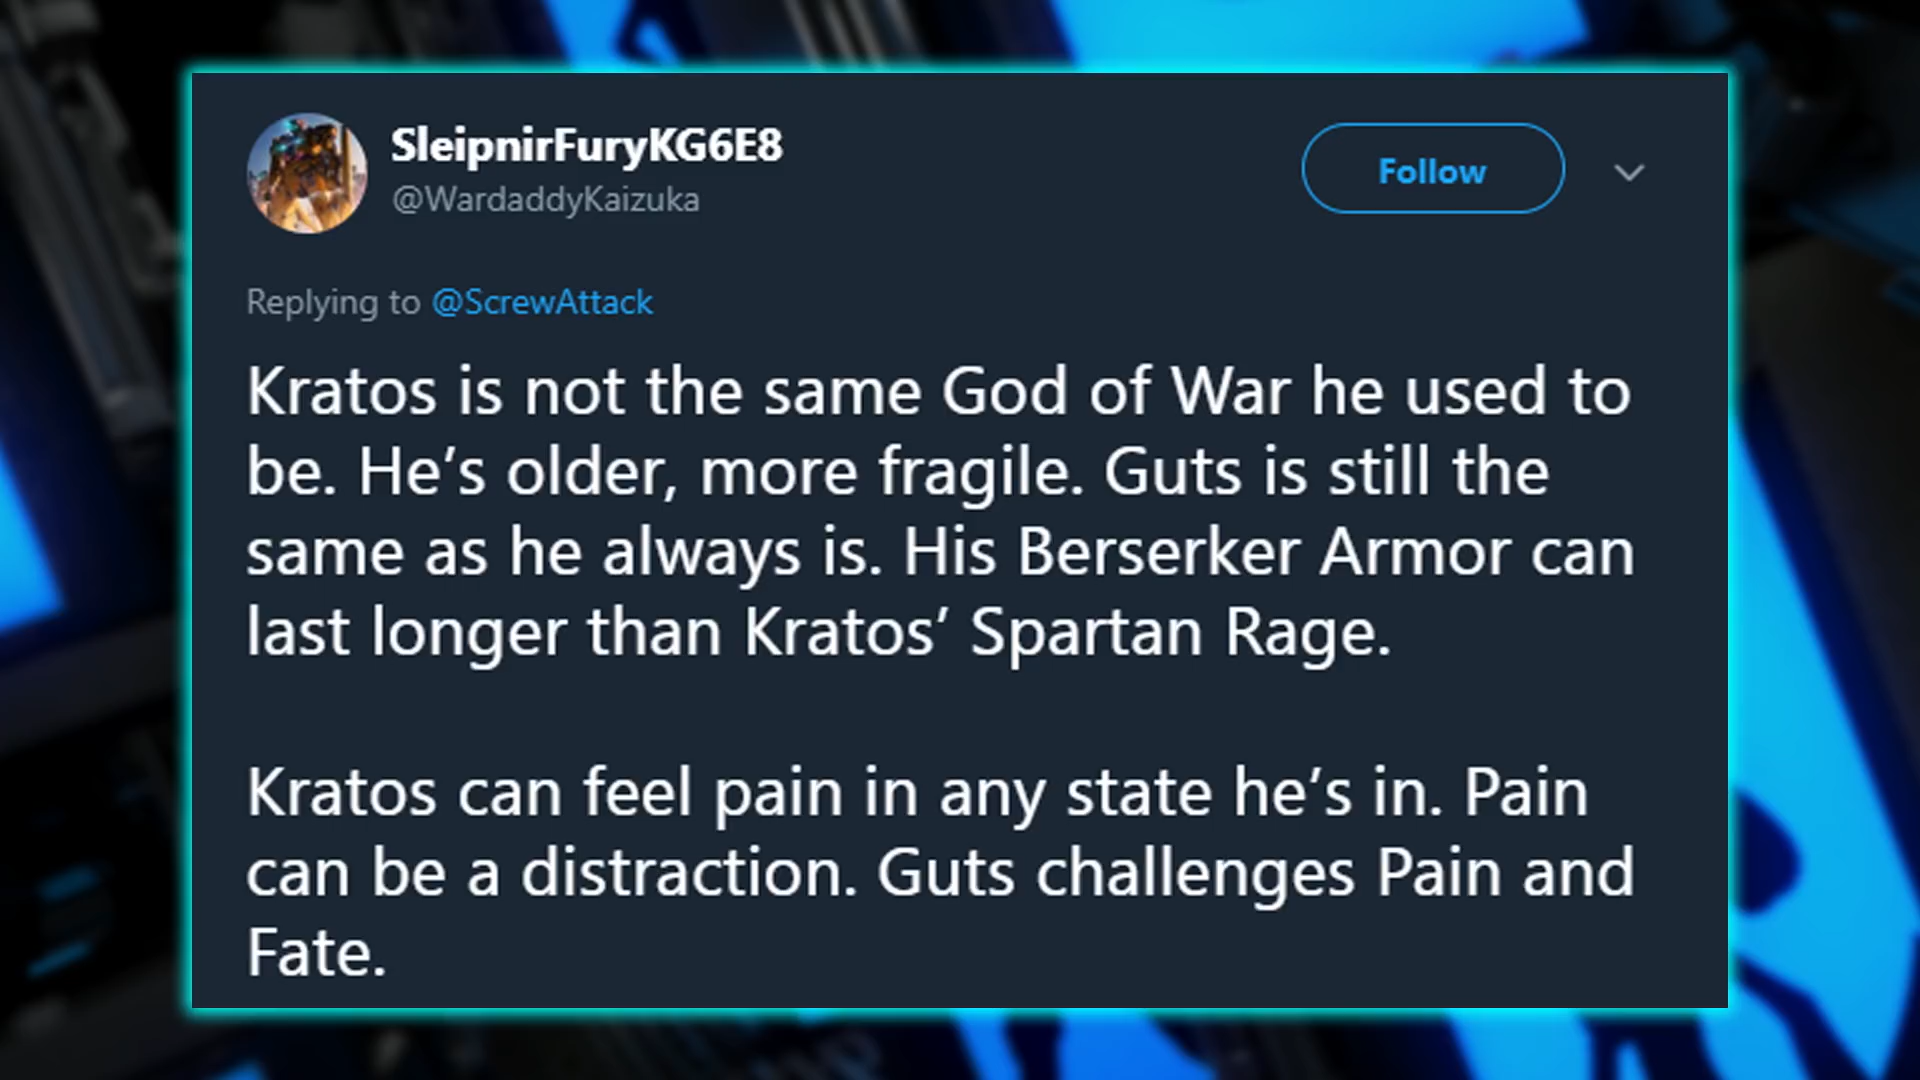 SleipnirFuryKG6E8
@WardaddyKaizuka
Follow
Replying to @ScrewAttack
Kratos is not the same God of War he used to
be. He’s older, more fragile. Guts is still the
same as he always is. His Berserker Armor can
last longer than Kratos’ Spartan Rage.
Kratos can feel pain in any state he’s in. Pain
can be a distraction. Guts challenges Pain and
Fate.